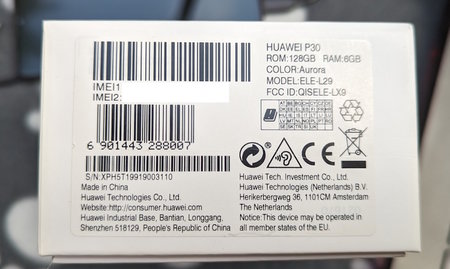 HUAWEI P30
ROM:128GB RAM:6GB
COLOR:Aurora
MODEL:ELE-L29
FCC ID:QISELE-LX9
IMEI1:
IMEI2:
6 901443 288007
CE
S/N:XPH5T19919003110
Made in China
Huawei Technologies Co., Ltd.
Website:http://consumer.huawei.com
Huawei Industrial Base, Bantian, Longgang,
Shenzhen 518129, People's Republic of China
Huawei Tech. Investment Co., Ltd.
Huawei Technologies (Netherlands) B.V.
Herikerbergweg 36, 1101CM Amsterdam
The Netherlands
Notice:This device may be operated in
all member states of the EU.